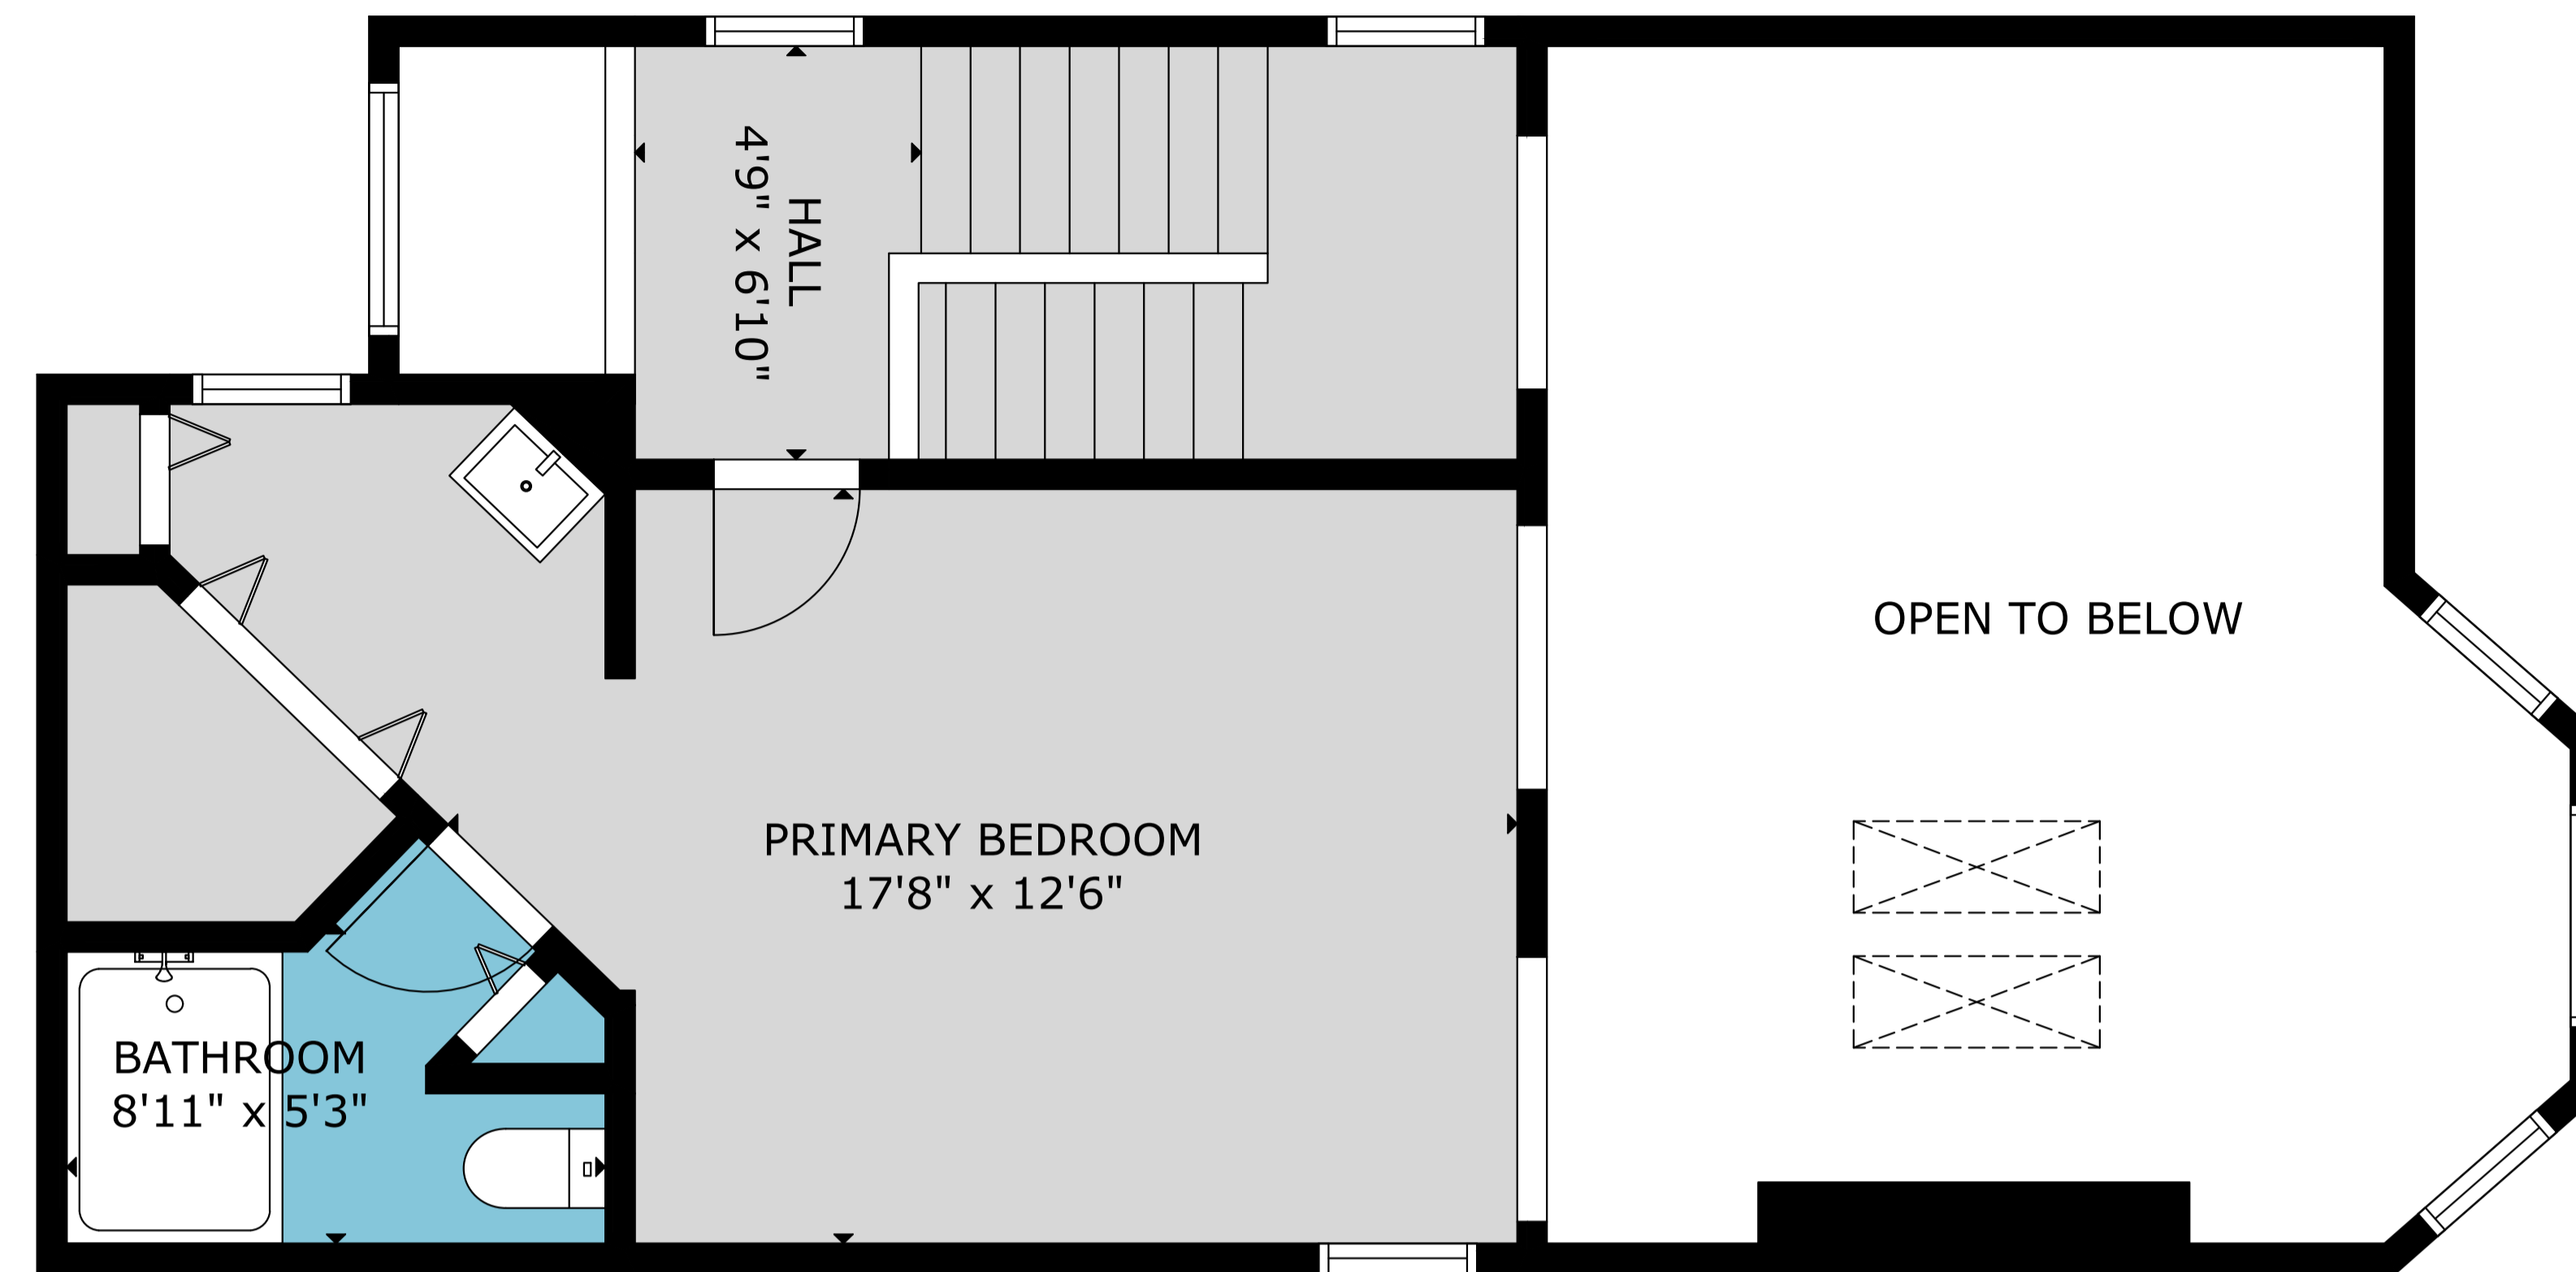 HALL
4'9" x 6'10"
OPEN TO BELOW
PRIMARY BEDROOM
17'8" x 12'6"
BATHROOM
8'11" x 5'3"